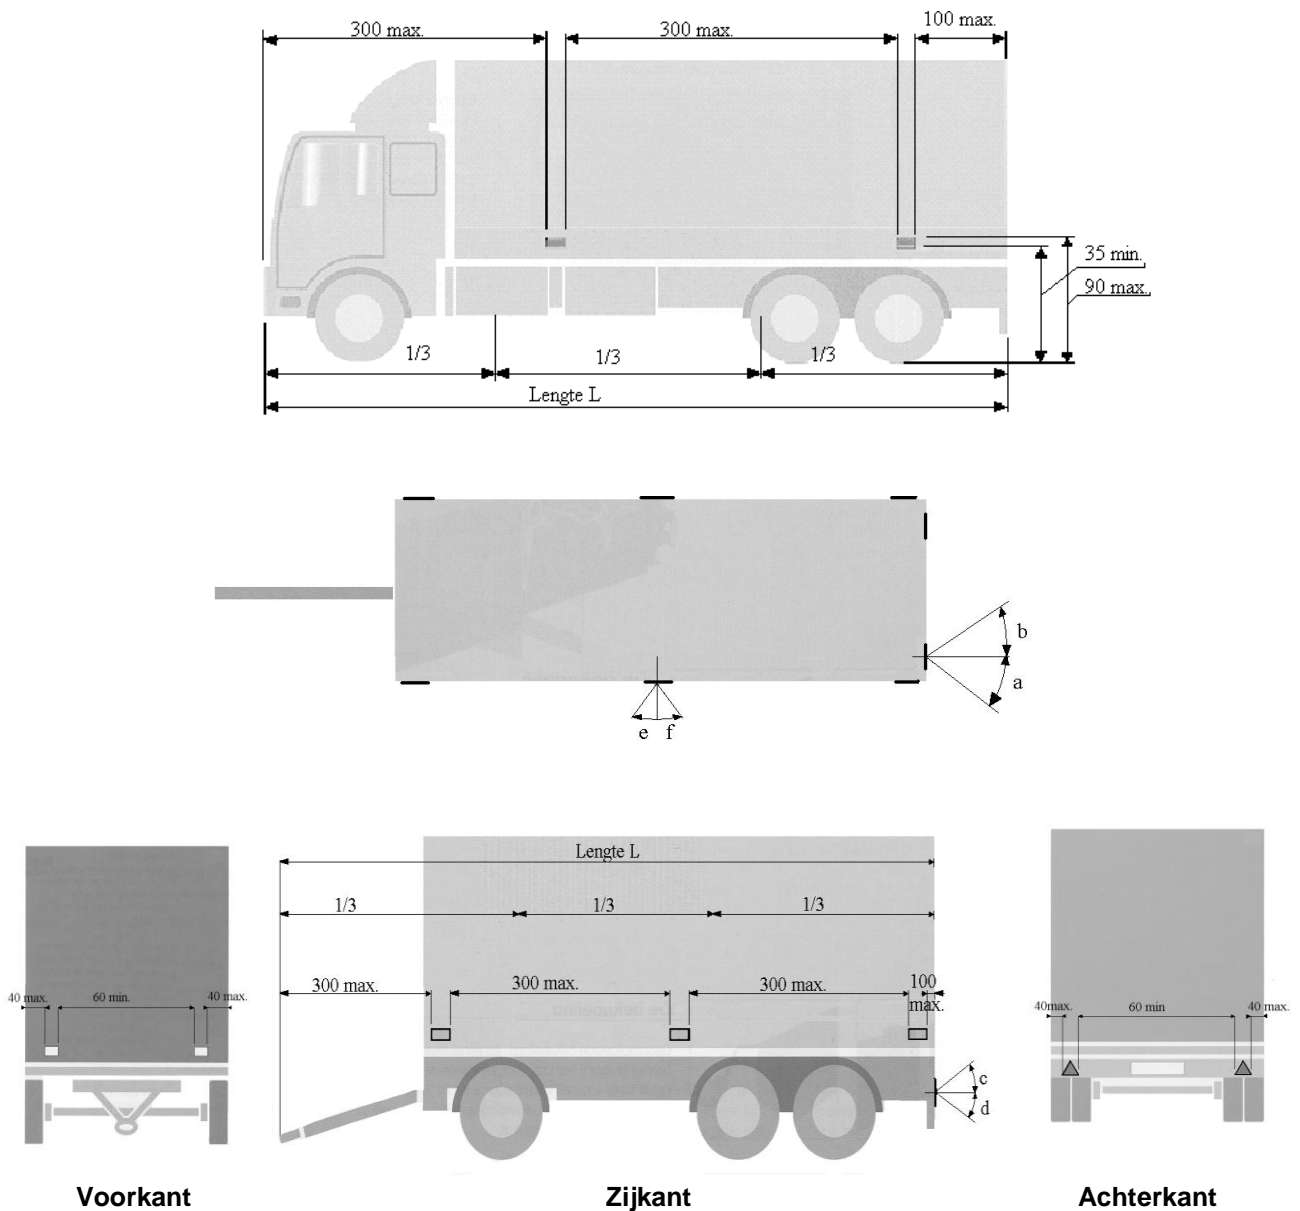 300 max.
300 max.
100 max.
35 min.
90 max.
1/3
1/3
1/3
Lengte L
b
a
e f
Lengte L
1/3
1/3
1/3
300 max.
300 max.
300 max.
100
max.
40 max.
60 min.
40 max.
40max.
60 min
40 max.
c
d
Voorkant
Zijkant
Achterkant